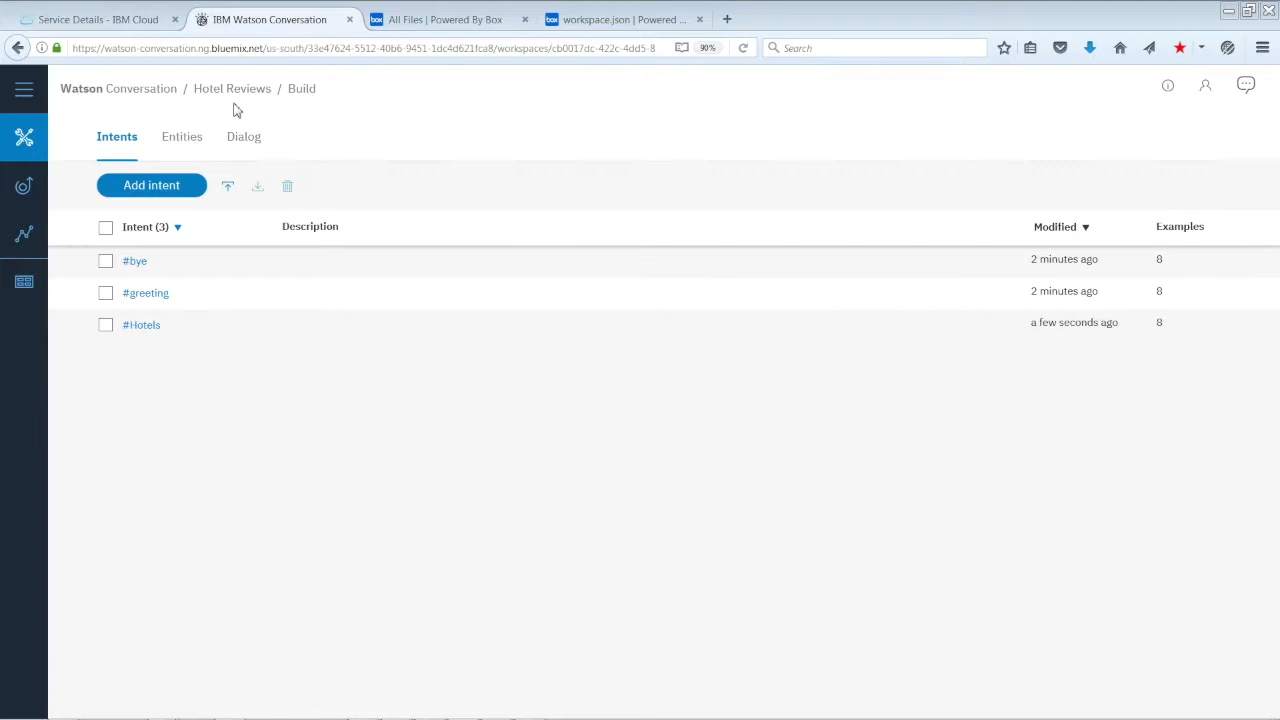 Service Details - IBM Cloud
IBM Watson Conversation
box All Files | Powered By Box
box workspace.json | Powered ...
https://watson-conversation.ng.bluemix.net/us-south/33e47624-5512-40b6-9451-1dc4d621fca8/workspaces/cb0017dc-422c-4dd5-8
90%
Search
Watson Conversation / Hotel Reviews / Build
Intents Entities Dialog
Add intent
Intent (3) ▼ Description Modified ▼ Examples
#bye 2 minutes ago 8
#greeting 2 minutes ago 8
#Hotels a few seconds ago 8